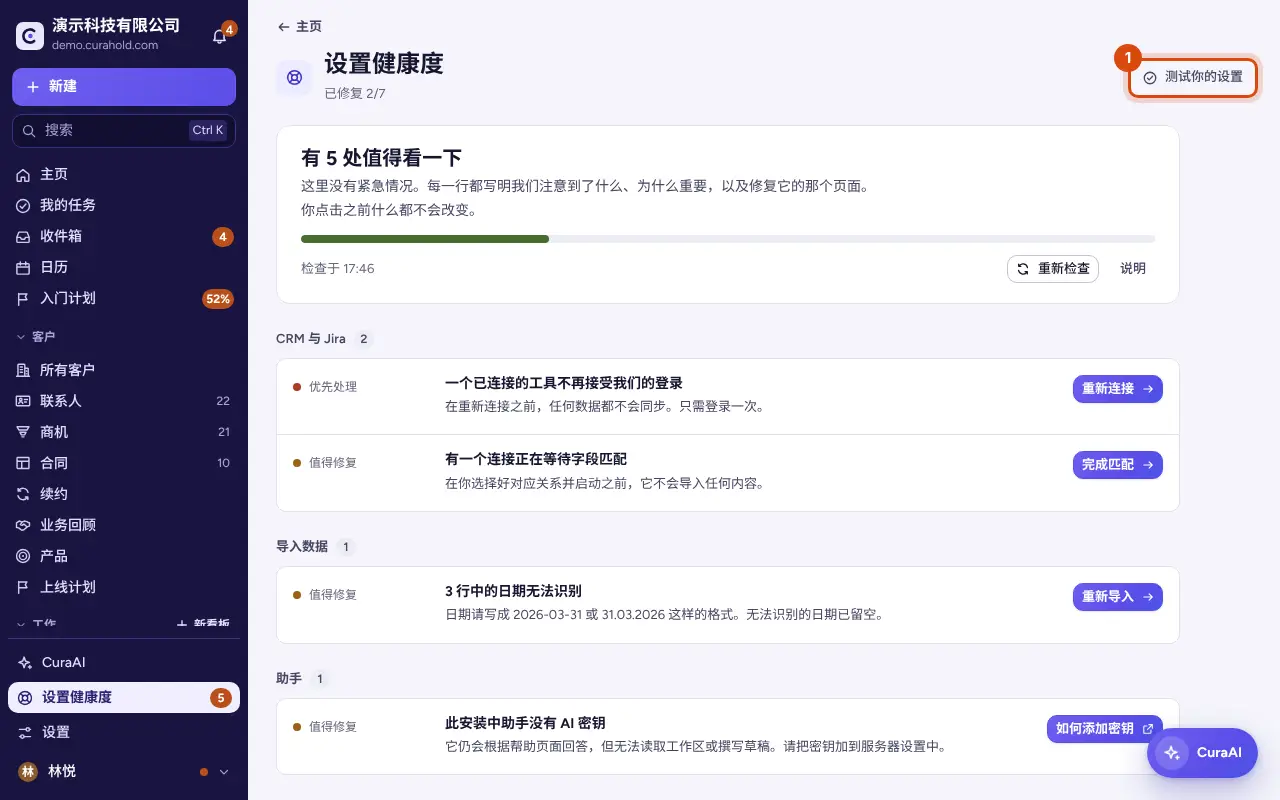 演示科技有限公司
demo.curahold.com
4
新建
搜索
Ctrl K
主页
我的任务
收件箱
4
日历
入门计划
52%
客户
所有客户
联系人
22
商机
21
合同
10
续约
业务回顾
产品
上线计划
工作
新看板
CuraAI
设置健康度
5
设置
林
林悦
主页
设置健康度
已修复 2/7
1
测试你的设置
有 5 处值得看一下
这里没有紧急情况。每一行都写明我们注意到了什么、为什么重要，以及修复它的那个页面。
你点击之前什么都不会改变。
检查于 17:46
重新检查
说明
CRM 与 Jira
2
优先处理
一个已连接的工具不再接受我们的登录
在重新连接之前，任何数据都不会同步。只需登录一次。
重新连接
值得修复
有一个连接正在等待字段匹配
在你选择好对应关系并启动之前，它不会导入任何内容。
完成匹配
导入数据
1
值得修复
3 行中的日期无法识别
日期请写成 2026-03-31 或 31.03.2026 这样的格式。无法识别的日期已留空。
重新导入
助手
1
值得修复
此安装中助手没有 AI 密钥
它仍会根据帮助页面回答，但无法读取工作区或撰写草稿。请把密钥加到服务器设置中。
如何添加密钥
CuraAI